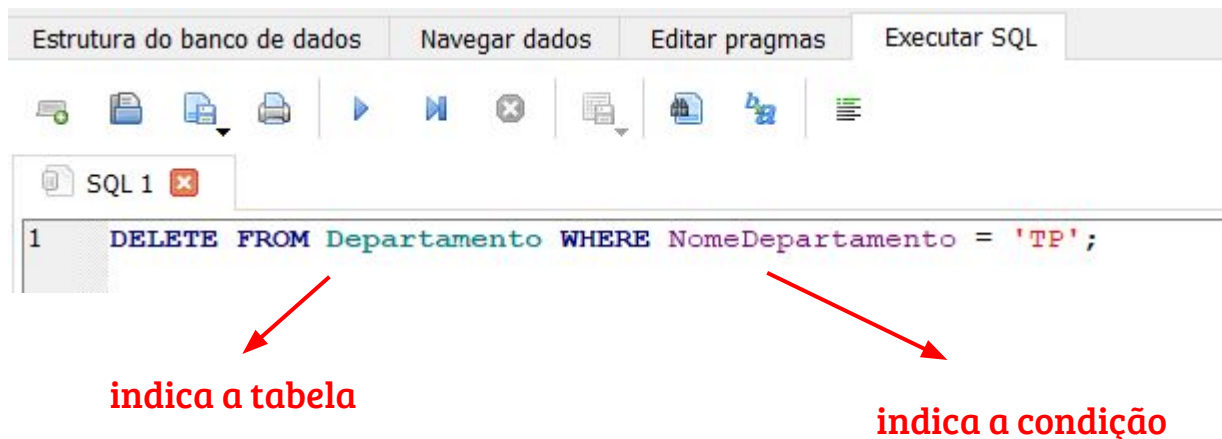 Estrutura do banco de dados Navegar dados Editar pragmas Executar SQL
SQL 1
1 DELETE FROM Departamento WHERE NomeDepartamento = 'TP';
indica a tabela
indica a condição